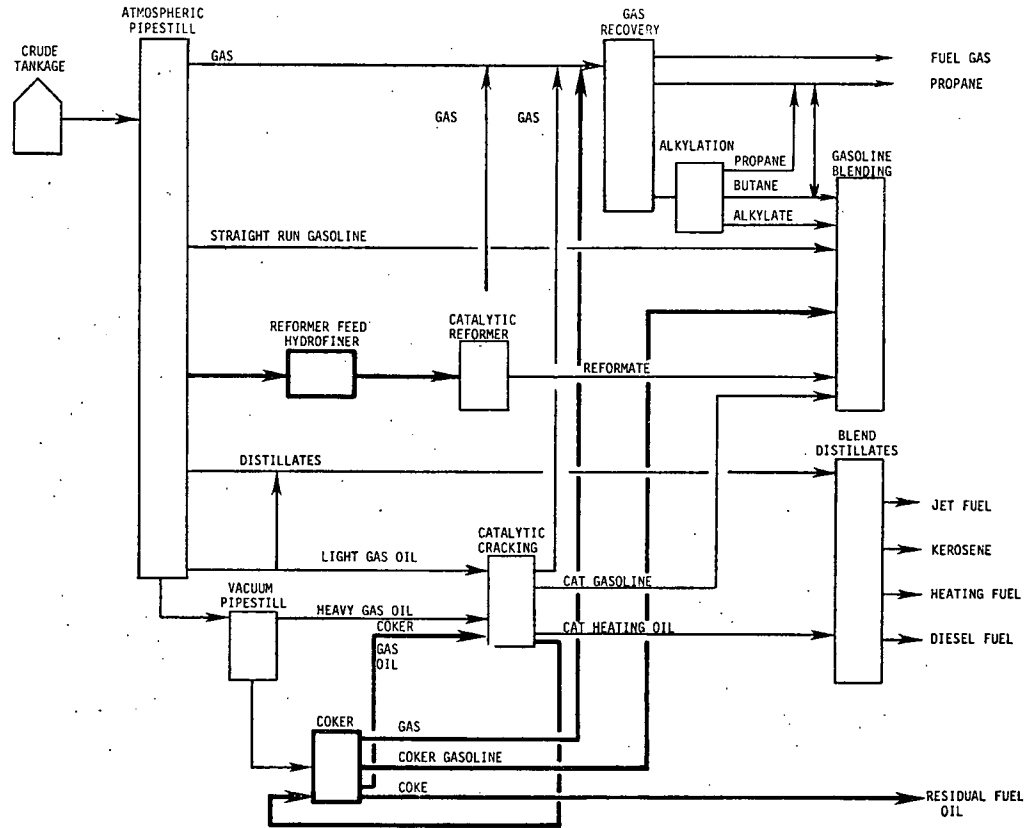 ATMOSPHERIC
PIPESTILL
GAS
RECOVERY
CRUDE
TANKAGE
GAS
FUEL GAS
PROPANE
GAS
GAS
ALKYLATION
PROPANE
BUTANE
ALKYLATE
GASOLINE
BLENDING
STRAIGHT RUN GASOLINE
REFORMER FEED
HYDROFINER
CATALYTIC
REFORMER
REFORMATE
BLEND
DISTILLATES
DISTILLATES
JET FUEL
CATALYTIC
CRACKING
LIGHT GAS OIL
KEROSENE
CAT GASOLINE
VACUUM
PIPESTILL
HEATING FUEL
HEAVY GAS OIL
COKER
GAS
OIL
CAT HEATING OIL
DIESEL FUEL
COKER
GAS
COKER GASOLINE
COKE
RESIDUAL FUEL
OIL